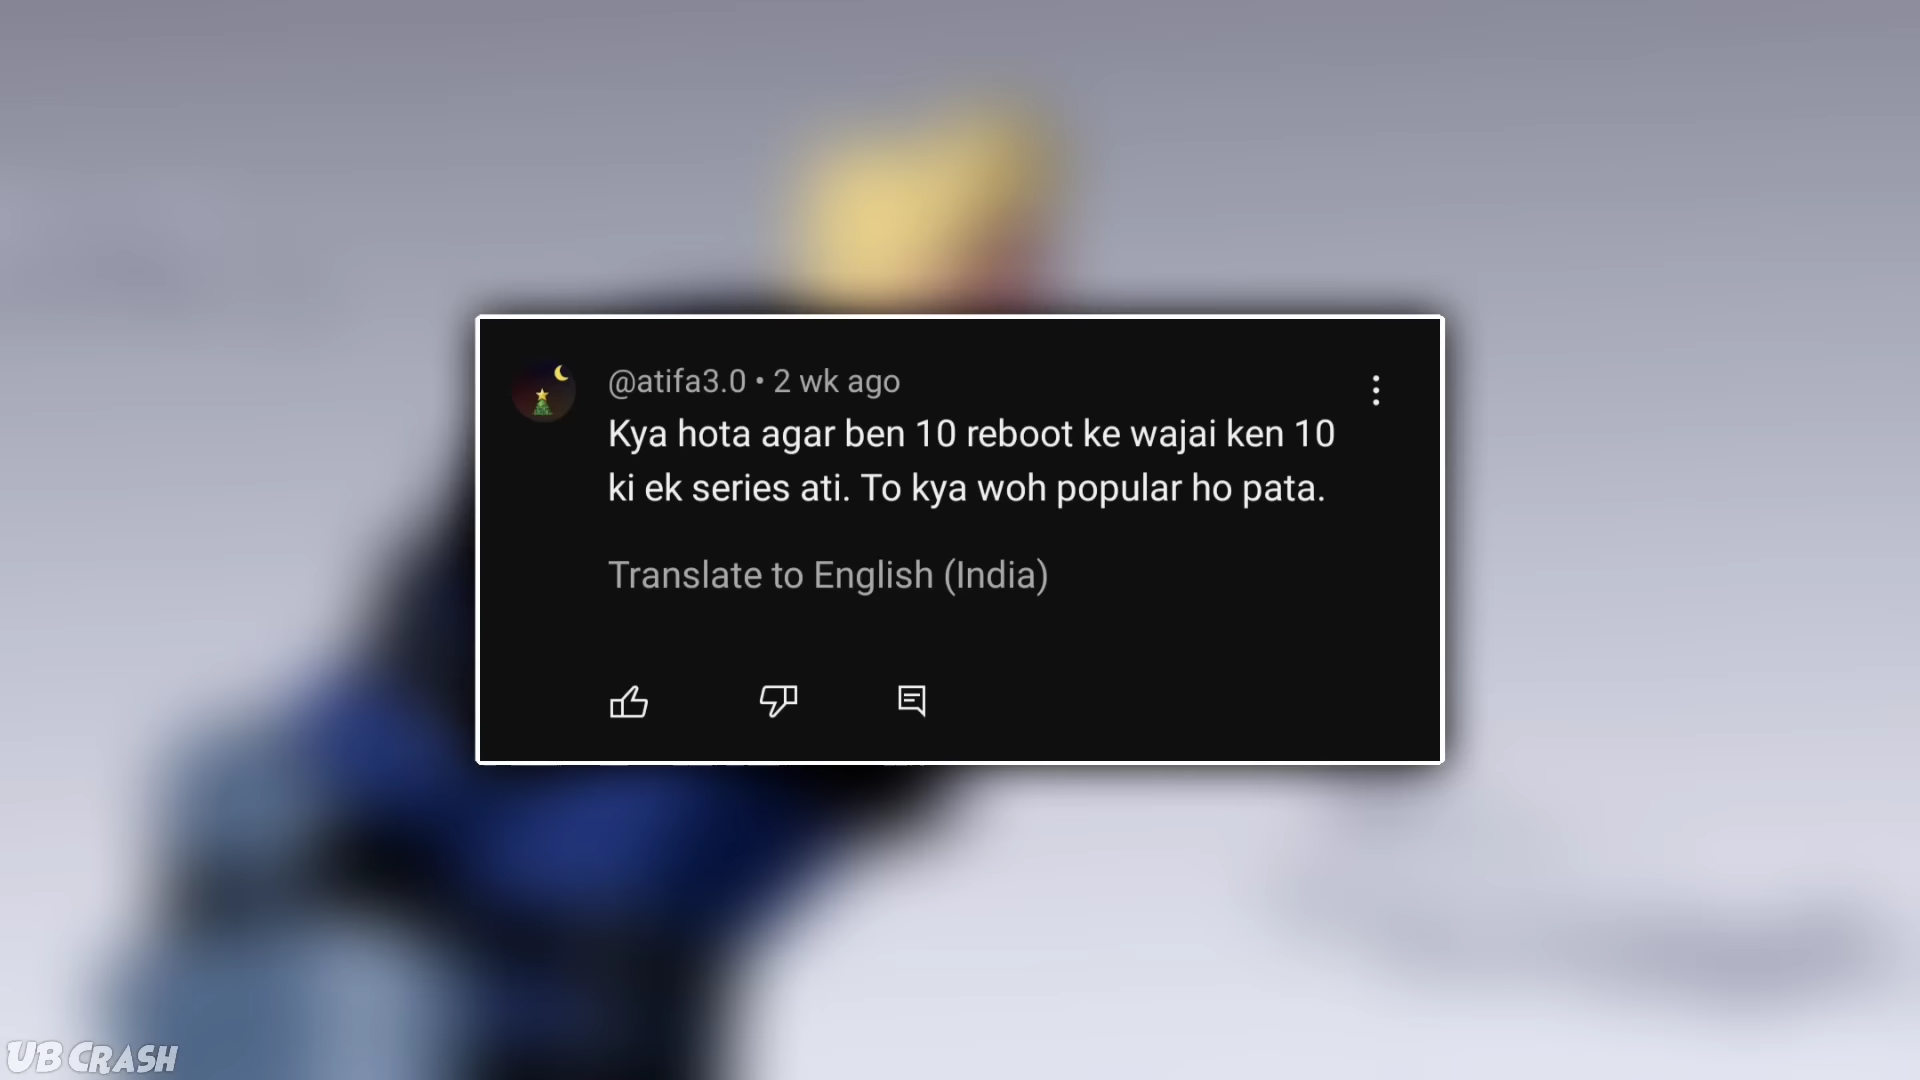 @atifa3.0 • 2 wk ago
Kya hota agar ben 10 reboot ke wajai ken 10
ki ek series ati. To kya woh popular ho pata.
Translate to English (India)
UB CRASH